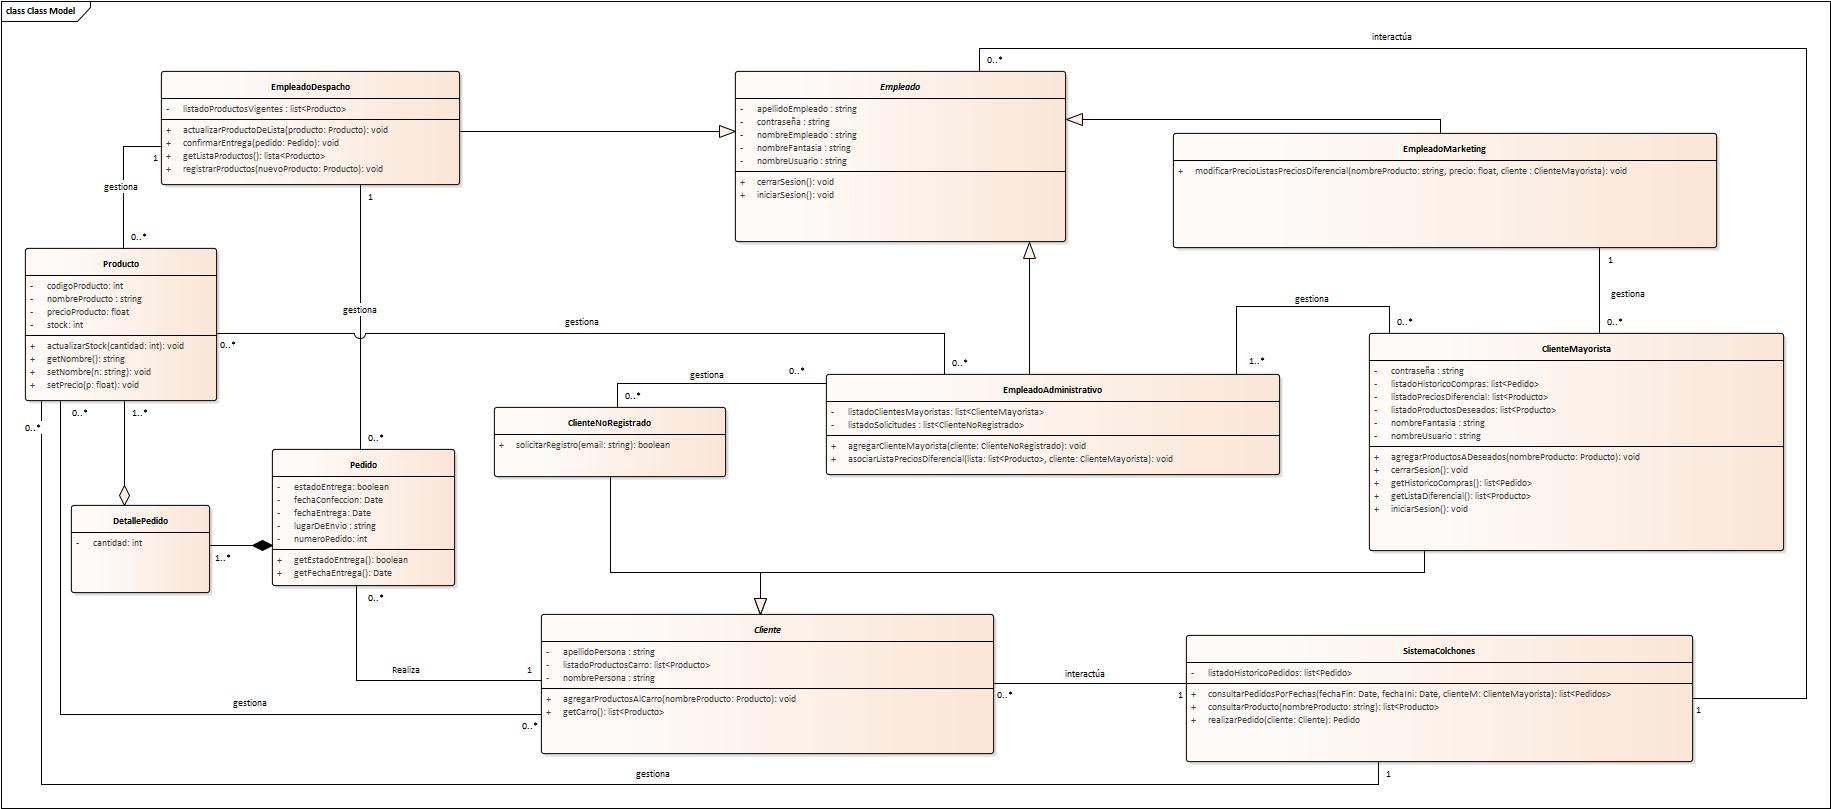 class Class Model
interactúa
0..*
EmpleadoDespacho
- listadoProductosVigentes : list<Producto>
+ actualizarProductoDeLista(producto: Producto): void
+ confirmarEntrega(pedido: Pedido): void
+ getListaProductos(): lista<Producto>
+ registrarProductos(nuevoProducto: Producto): void
1
gestiona
0..*
1
Empleado
- apellidoEmpleado : string
- contraseña : string
- nombreEmpleado : string
- nombreFantasia : string
- nombreUsuario : string
+ cerrarSesion(): void
+ iniciarSesion(): void
EmpleadoMarketing
+ modificarPrecioListasPreciosDiferencial(nombreProducto: string, precio: float, cliente : ClienteMayorista): void
1
gestiona
0..*
Producto
- codigoProducto: int
- nombreProducto : string
- precioProducto: float
- stock: int
+ actualizarStock(cantidad: int): void
+ getNombre(): string
+ setNombre(n: string): void
+ setPrecio(p: float): void
gestiona
0..*
gestiona
0..*
gestiona
0..*
1..*
gestiona
0..*
0..*
ClienteMayorista
- contraseña : string
- listadoHistoricoCompras: list<Pedido>
- listadoPreciosDiferencial: list<Producto>
- listadoProductosDeseados: list<Producto>
- nombreFantasia : string
- nombreUsuario : string
+ agregarProductosADeseados(nombreProducto: Producto): void
+ cerrarSesion(): void
+ getHistoricoCompras(): list<Pedido>
+ getListaDiferencial(): list<Producto>
+ iniciarSesion(): void
EmpleadoAdministrativo
- listadoClientesMayoristas: list<ClienteMayorista>
- listadoSolicitudes : list<ClienteNoRegistrado>
+ agregarClienteMayorista(cliente: ClienteNoRegistrado): void
+ asociarListaPreciosDiferencial(lista: list<Producto>, cliente: ClienteMayorista): void
ClienteNoRegistrado
+ solicitarRegistro(email: string): boolean
0..*
0..*
1..*
0..*
Pedido
- estadoEntrega: boolean
- fechaConfeccion: Date
- fechaEntrega: Date
- lugarDeEnvio : string
- numeroPedido: int
+ getEstadoEntrega(): boolean
+ getFechaEntrega(): Date
DetallePedido
- cantidad: int
1..*
0..*
Realiza
1
Cliente
- apellidoPersona : string
- listadoProductosCarro: list<Producto>
- nombrePersona : string
+ agregarProductosAlCarro(nombreProducto: Producto): void
+ getCarro(): list<Producto>
gestiona
0..*
interactúa
0..*
1
SistemaColchones
- listadoHistoricoPedidos: list<Pedido>
+ consultarPedidosPorFechas(fechaFin: Date, fechaIni: Date, clienteM: ClienteMayorista): list<Pedidos>
+ consultarProducto(nombreProducto: string): list<Producto>
+ realizarPedido(cliente: Cliente): Pedido
1
gestiona
1